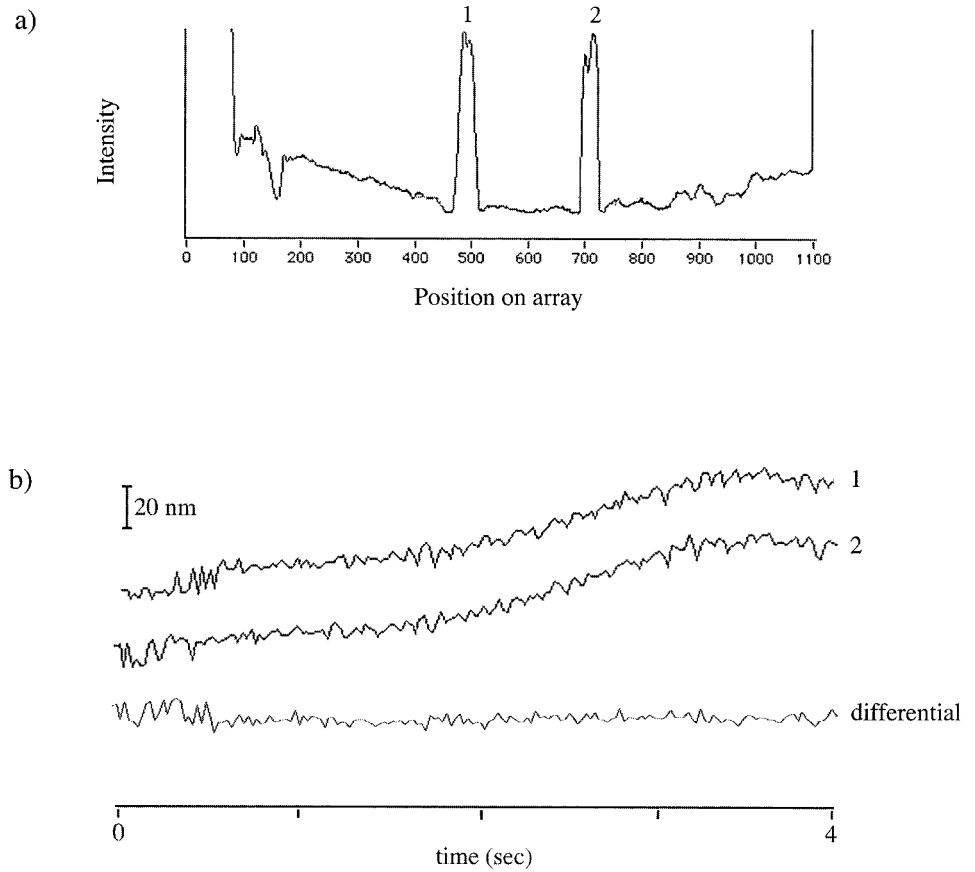 a)
1 2
Intensity
0 100 200 300 400 500 600 700 800 900 1000 1100
Position on array
b)
20 nm
1
2
differential
0 4
time (sec)